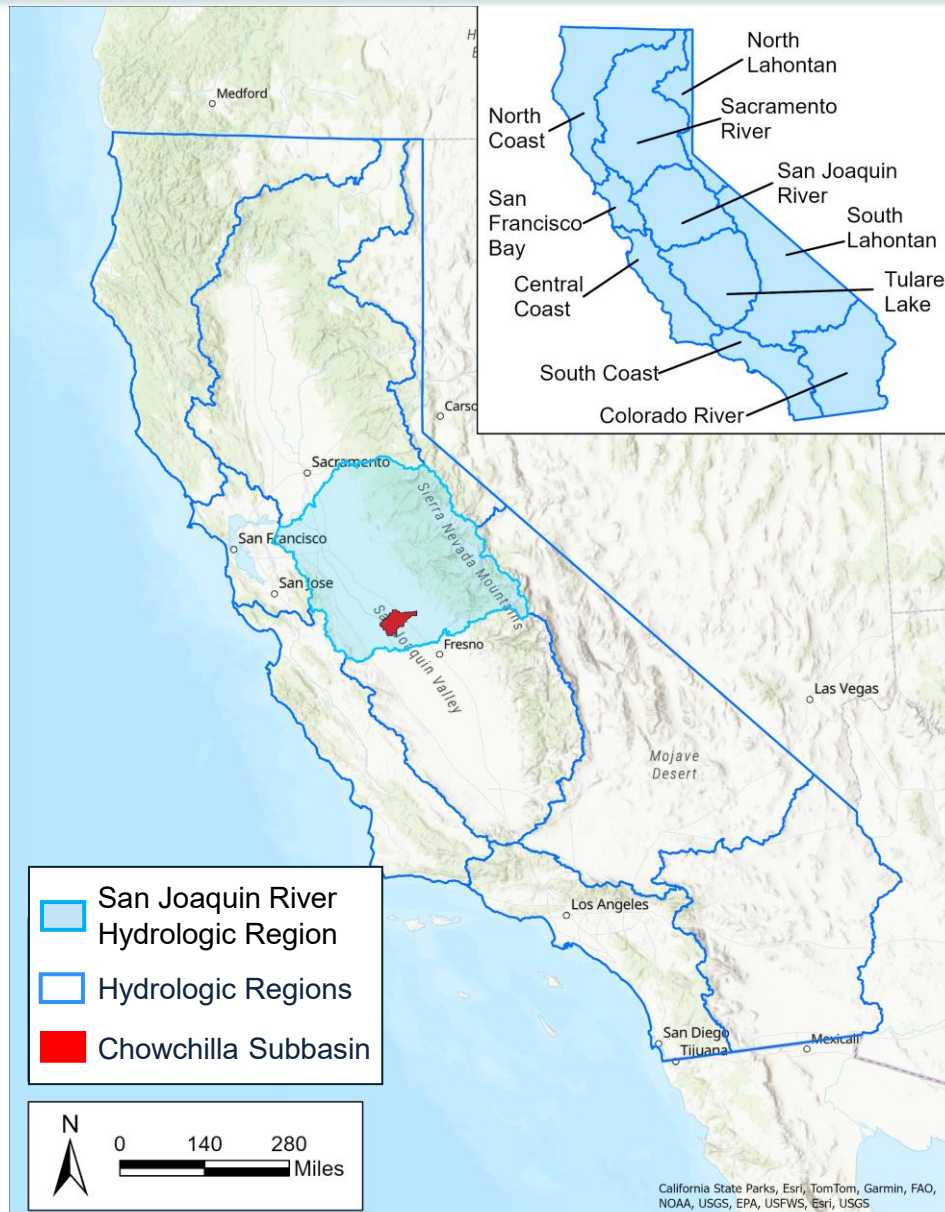 Medford
H
E
North
Lahontan
Sacramento
River
North
Coast
San Joaquin
River
San
Francisco
Bay
South
Lahontan
Central
Coast
Tulare
Lake
South Coast
Colorado River
Carso
Sacramento
Sierra Nevada Mountains
San Francisco
San Jose
San Joaquin Valley
Fresno
Las Vegas
Mojave
Desert
Los Angeles
San Diego
Tijuana
Mexicali
San Joaquin River
Hydrologic Region
Hydrologic Regions
Chowchilla Subbasin
N
0 140 280
Miles
California State Parks, Esri, TomTom, Garmin, FAO,
NOAA, USGS, EPA, USFWS, Esri, USGS